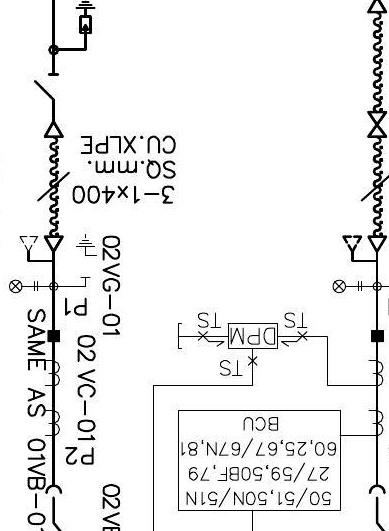 3-1x400
SQ.mm.
CU.XLPE
02VG-01
P1
02 VC-01
P2
SAME AS 01VB-0
TS
DPM
TS
TS
50/51,50N/51N
27/59,50BF,79
60,25,67/67N,81
BCU